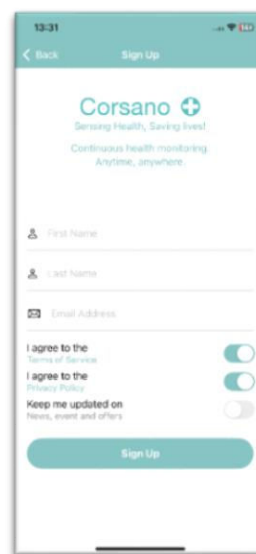 13:31
Back
Sign Up
Corsano
Sensing Health, Saving lives!
Continuous health monitoring.
Anytime, anywhere.
First Name
Last Name
Email Address
I agree to the
Terms of Service
I agree to the
Privacy Policy
Keep me updated on
News, event and offers
Sign Up